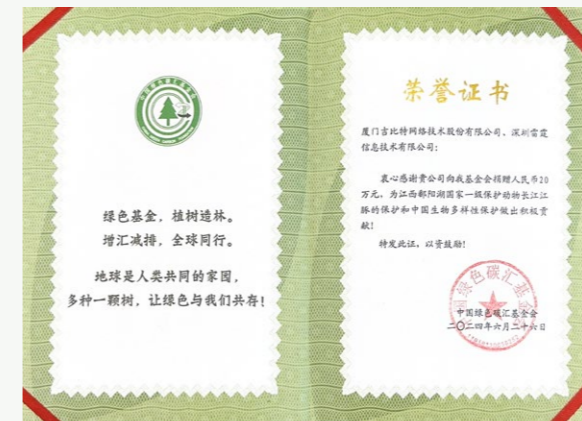 绿色基金，植树造林。
增汇减排，全球同行。
地球是人类共同的家园，
多种一颗树，让绿色与我们共存！
荣誉证书
厦门吉比特网络技术股份有限公司、深圳雷霆
信息技术有限公司：
衷心感谢贵公司向我基金会捐赠人民币20
万元，为江西鄱阳湖国家一级保护动物长江江
豚的保护和中国生物多样性保护做出积极贡
献！
特发此证，以资鼓励！
中国绿色碳汇基金会
二〇二四年六月二十六日